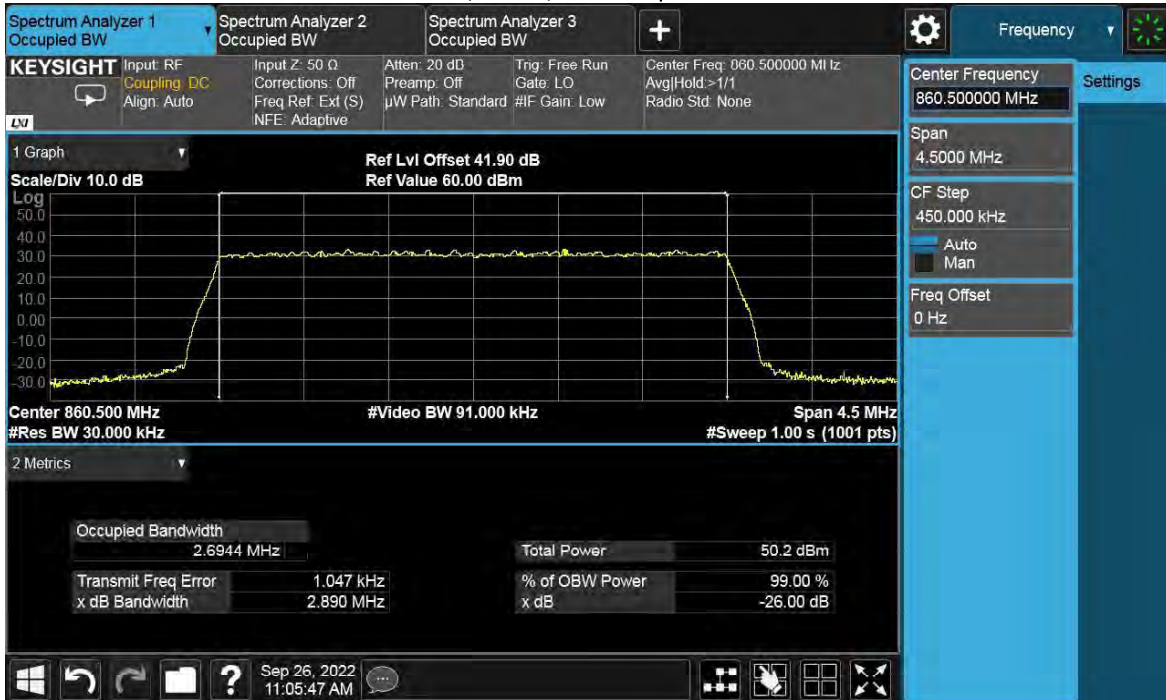 Spectrum Analyzer 1
Occupied BW
Spectrum Analyzer 2
Occupied BW
Spectrum Analyzer 3
Occupied BW
+
Frequency
KEYSIGHT
LXI
Input: RF
Coupling: DC
Align: Auto
Input Z: 50 Ω
Corrections: Off
Freq Ref: Ext (S)
NFE: Adaptive
Atten: 20 dB
Preamp: Off
µW Path: Standard
Trig: Free Run
Gate: LO
#IF Gain: Low
Center Freq: 860.500000 MHz
Avg|Hold:>1/1
Radio Std: None
Center Frequency
860.500000 MHz
Settings
Span
4.5000 MHz
CF Step
450.000 kHz
Auto
Man
Freq Offset
0 Hz
1 Graph
Scale/Div 10.0 dB
Ref Lvl Offset 41.90 dB
Ref Value 60.00 dBm
Log
50.0
40.0
30.0
20.0
10.0
0.00
-10.0
-20.0
-30.0
Center 860.500 MHz
#Res BW 30.000 kHz
#Video BW 91.000 kHz
Span 4.5 MHz
#Sweep 1.00 s (1001 pts)
2 Metrics
Occupied Bandwidth
2.6944 MHz
Total Power 50.2 dBm
Transmit Freq Error 1.047 kHz
% of OBW Power 99.00 %
x dB Bandwidth 2.890 MHz
x dB -26.00 dB
?
Sep 26, 2022
11:05:47 AM